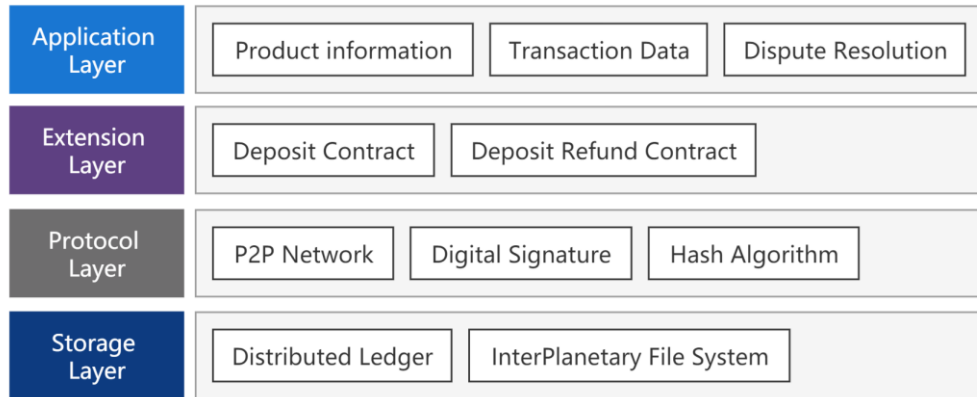 Application
Layer
Product information
Transaction Data
Dispute Resolution
Extension
Layer
Deposit Contract
Deposit Refund Contract
Protocol
Layer
P2P Network
Digital Signature
Hash Algorithm
Storage
Layer
Distributed Ledger
InterPlanetary File System